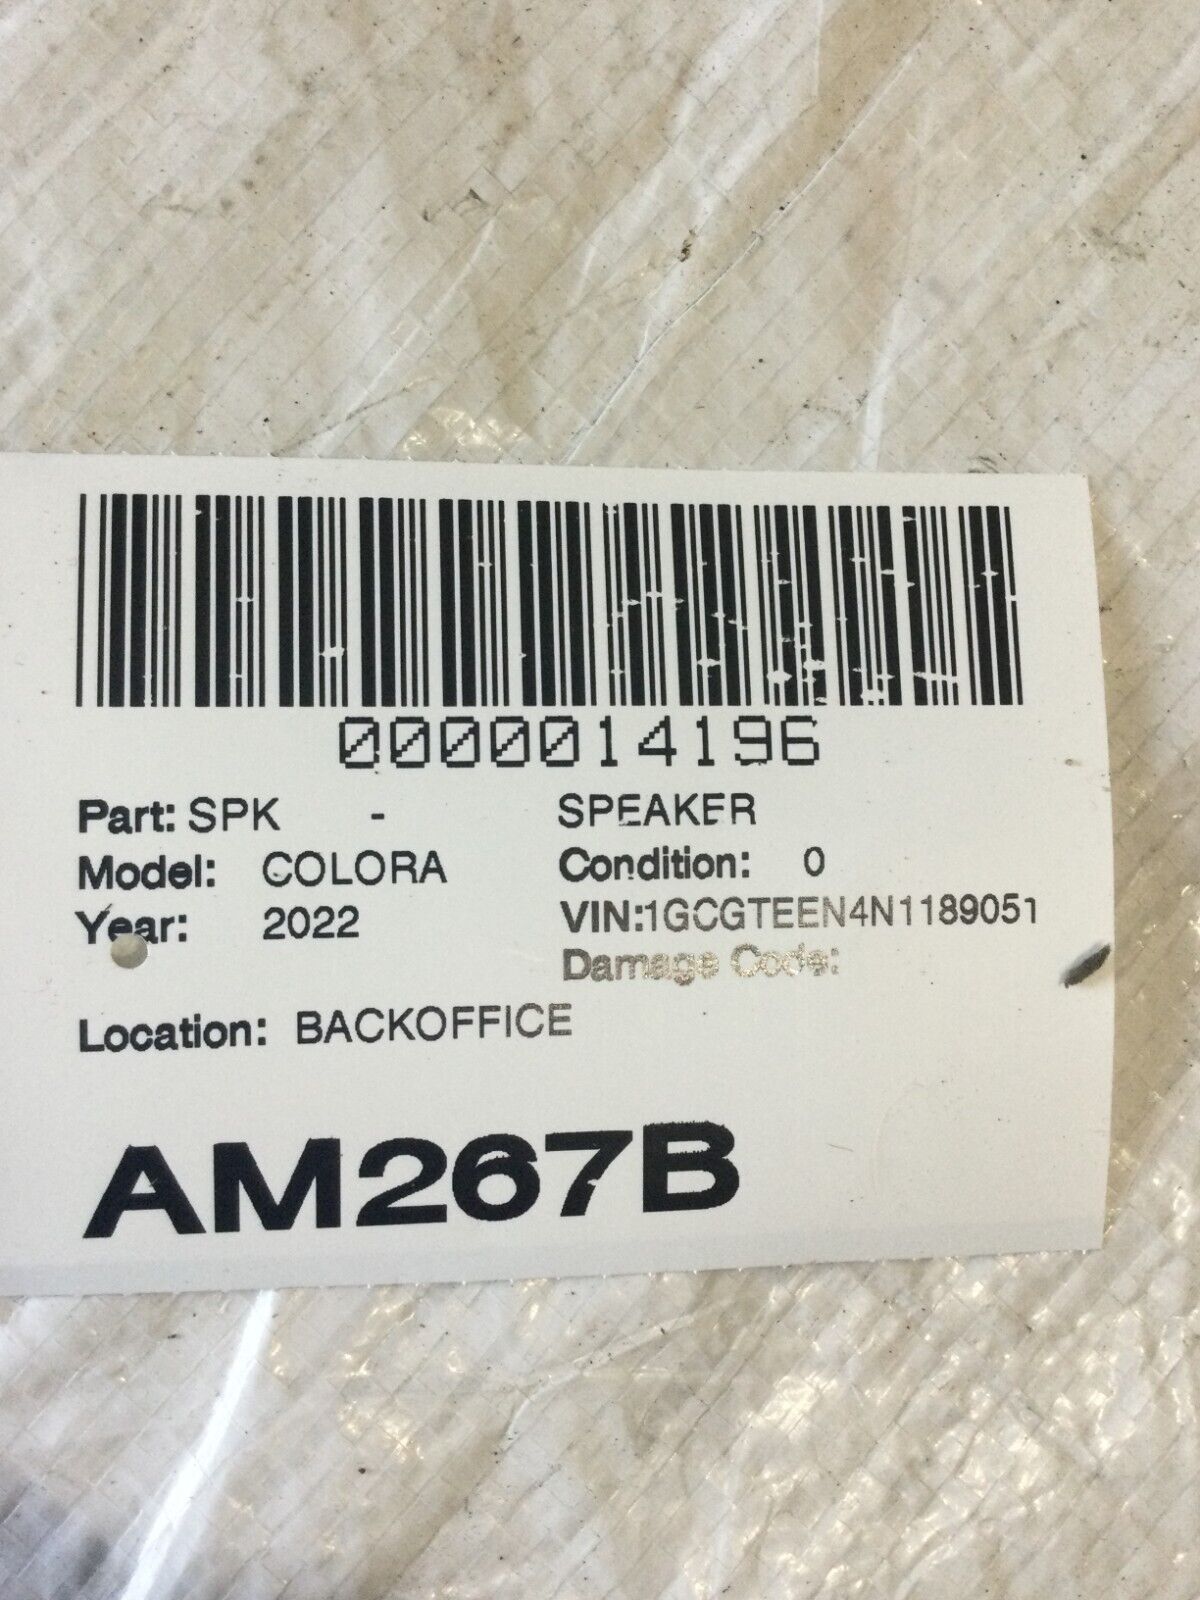 0000014196
Part: SPK - SPEAKER
Model: COLORA Condition: 0
Year: 2022 VIN:1GCGTEEN4N1189051
Damage Code:
Location: BACKOFFICE
AM267B